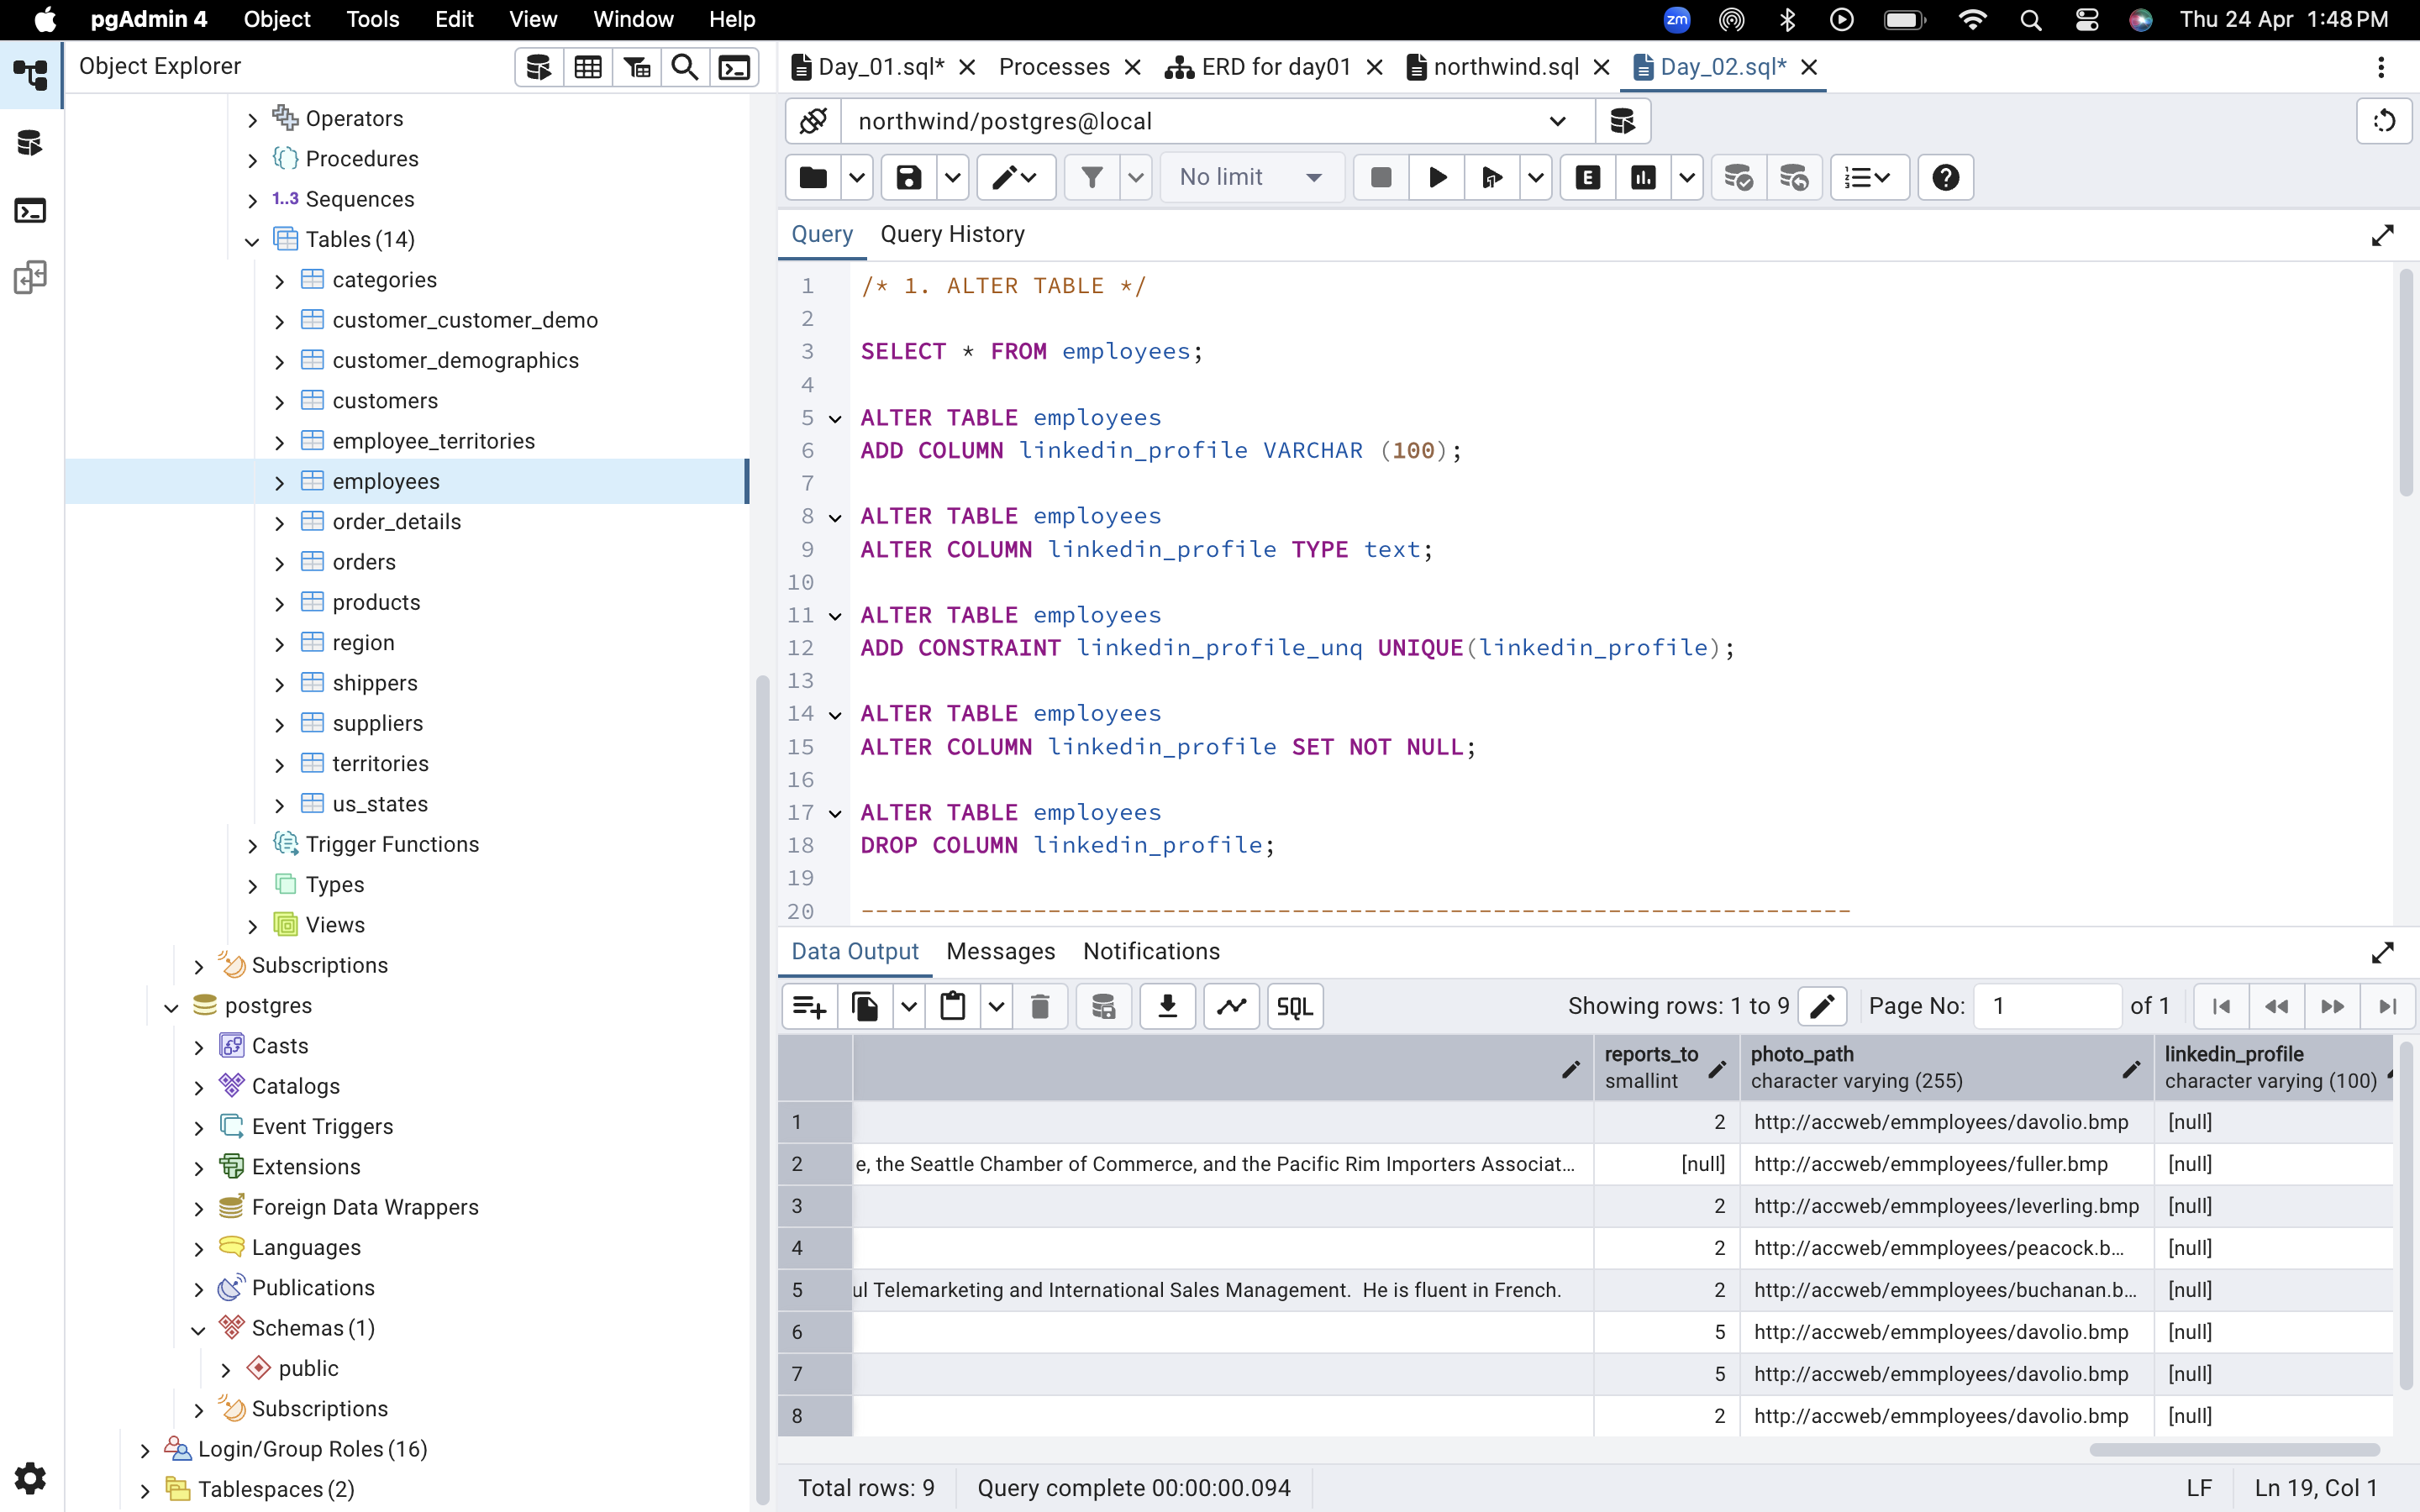 pgAdmin 4 Object Tools Edit View Window Help
zm
Thu 24 Apr 1:48 PM
Object Explorer
Operators
Procedures
1..3 Sequences
Tables (14)
categories
customer_customer_demo
customer_demographics
customers
employee_territories
employees
order_details
orders
products
region
shippers
suppliers
territories
us_states
Trigger Functions
Types
Views
Subscriptions
postgres
Casts
Catalogs
Event Triggers
Extensions
Foreign Data Wrappers
Languages
Publications
Schemas (1)
public
Subscriptions
Login/Group Roles (16)
Tablespaces (2)
Day_01.sql* Processes ERD for day01 northwind.sql Day_02.sql*
northwind/postgres@local
No limit
E
Query Query History
1 /* 1. ALTER TABLE */
2
3 SELECT * FROM employees;
4
5 ALTER TABLE employees
6 ADD COLUMN linkedin_profile VARCHAR (100);
7
8 ALTER TABLE employees
9 ALTER COLUMN linkedin_profile TYPE text;
10
11 ALTER TABLE employees
12 ADD CONSTRAINT linkedin_profile_unq UNIQUE(linkedin_profile);
13
14 ALTER TABLE employees
15 ALTER COLUMN linkedin_profile SET NOT NULL;
16
17 ALTER TABLE employees
18 DROP COLUMN linkedin_profile;
19
20 ---------------------------------------------------------------------
Data Output Messages Notifications
SQL
Showing rows: 1 to 9 Page No: 1 of 1
reports_to photo_path linkedin_profile
smallint character varying (255) character varying (100)
1 2 http://accweb/emmployees/davolio.bmp [null]
2 e, the Seattle Chamber of Commerce, and the Pacific Rim Importers Associat... [null] http://accweb/emmployees/fuller.bmp [null]
3 2 http://accweb/emmployees/leverling.bmp [null]
4 2 http://accweb/emmployees/peacock.b... [null]
5 ul Telemarketing and International Sales Management. He is fluent in French. 2 http://accweb/emmployees/buchanan.b... [null]
6 5 http://accweb/emmployees/davolio.bmp [null]
7 5 http://accweb/emmployees/davolio.bmp [null]
8 2 http://accweb/emmployees/davolio.bmp [null]
Total rows: 9 Query complete 00:00:00.094
LF Ln 19, Col 1